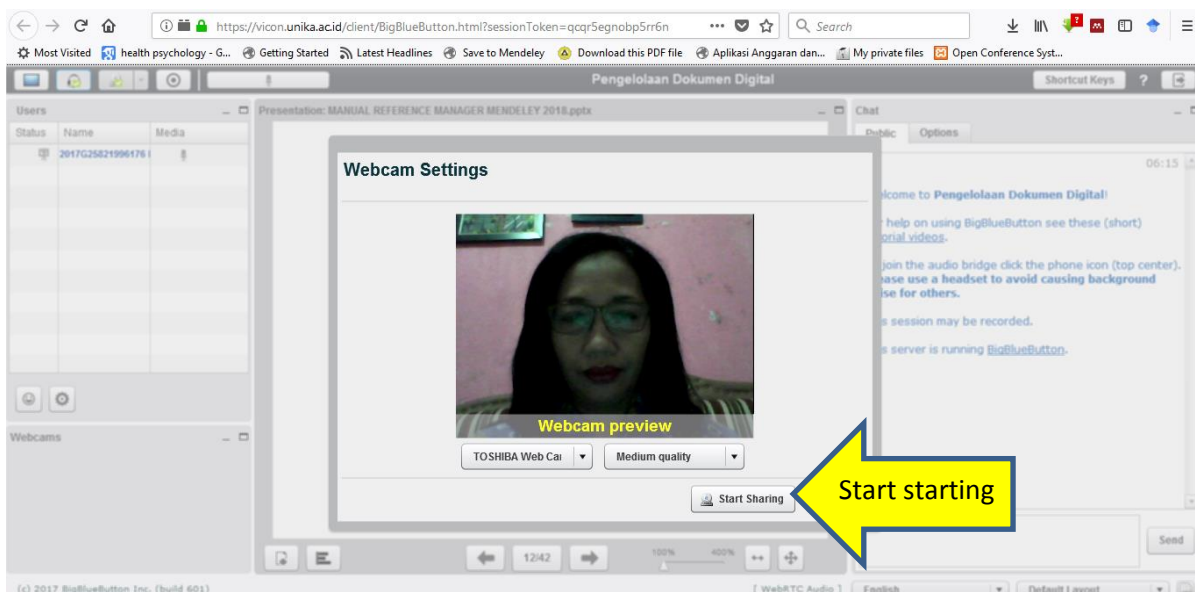 https://vicon.unika.ac.id/client/BigBlueButton.html?sessionToken=qcqr5egnobp5rr6n
Search
Most Visited health psychology - G... Getting Started Latest Headlines Save to Mendeley Download this PDF file Aplikasi Anggaran dan... My private files Open Conference Syst...
Pengelolaan Dokumen Digital
Shortcut Keys ?
Users
Presentation: MANUAL REFERENCE MANAGER MENDELEY 2018.pptx
Chat
Status Name Media
Public Options
2017G25821996176
06:15
Webcam Settings
lcome to Pengelolaan Dokumen Digital!
help on using BigBlueButton see these (short)
orial videos.
join the audio bridge click the phone icon (top center).
ase use a headset to avoid causing background
ise for others.
s session may be recorded.
s server is running BigBlueButton.
Webcam preview
Webcams
TOSHIBA Web Ca
Medium quality
Start Sharing
Start starting
12/42
100% 400%
Send
(c) 2017 BigBlueButton Inc. (build 601)
[ WebRTC Audio ]
English
Default Layout